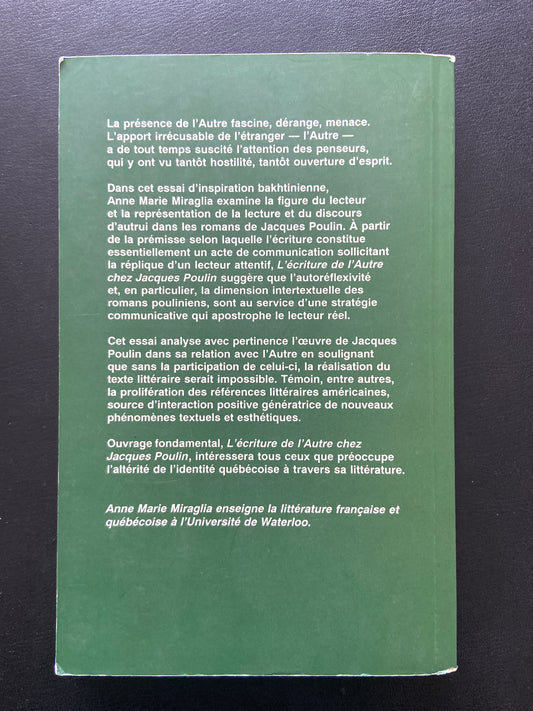 La présence de l'Autre fascine, dérange, menace.
L'apport irrécusable de l'étranger — l'Autre —
a de tout temps suscité l'attention des penseurs,
qui y ont vu tantôt hostilité, tantôt ouverture d'esprit.
Dans cet essai d'inspiration bakhtinienne,
Anne Marie Miraglia examine la figure du lecteur
et la représentation de la lecture et du discours
d'autrui dans les romans de Jacques Poulin. À partir
de la prémisse selon laquelle l'écriture constitue
essentiellement un acte de communication sollicitant
la réplique d'un lecteur attentif, L'écriture de l'Autre
chez Jacques Poulin suggère que l'autoréflexivité
et, en particulier, la dimension intertextuelle des
romans pouliniens, sont au service d'une stratégie
communicative qui apostrophe le lecteur réel.
Cet essai analyse avec pertinence l'œuvre de Jacques
Poulin dans sa relation avec l'Autre en soulignant
que sans la participation de celui-ci, la réalisation du
texte littéraire serait impossible. Témoin, entre autres,
la prolifération des références littéraires américaines,
source d'interaction positive génératrice de nouveaux
phénomènes textuels et esthétiques.
Ouvrage fondamental, L'écriture de l'Autre chez
Jacques Poulin, intéressera tous ceux que préoccupe
l'altérité de l'identité québécoise à travers sa littérature.
Anne Marie Miraglia enseigne la littérature française et
québécoise à l'Université de Waterloo.